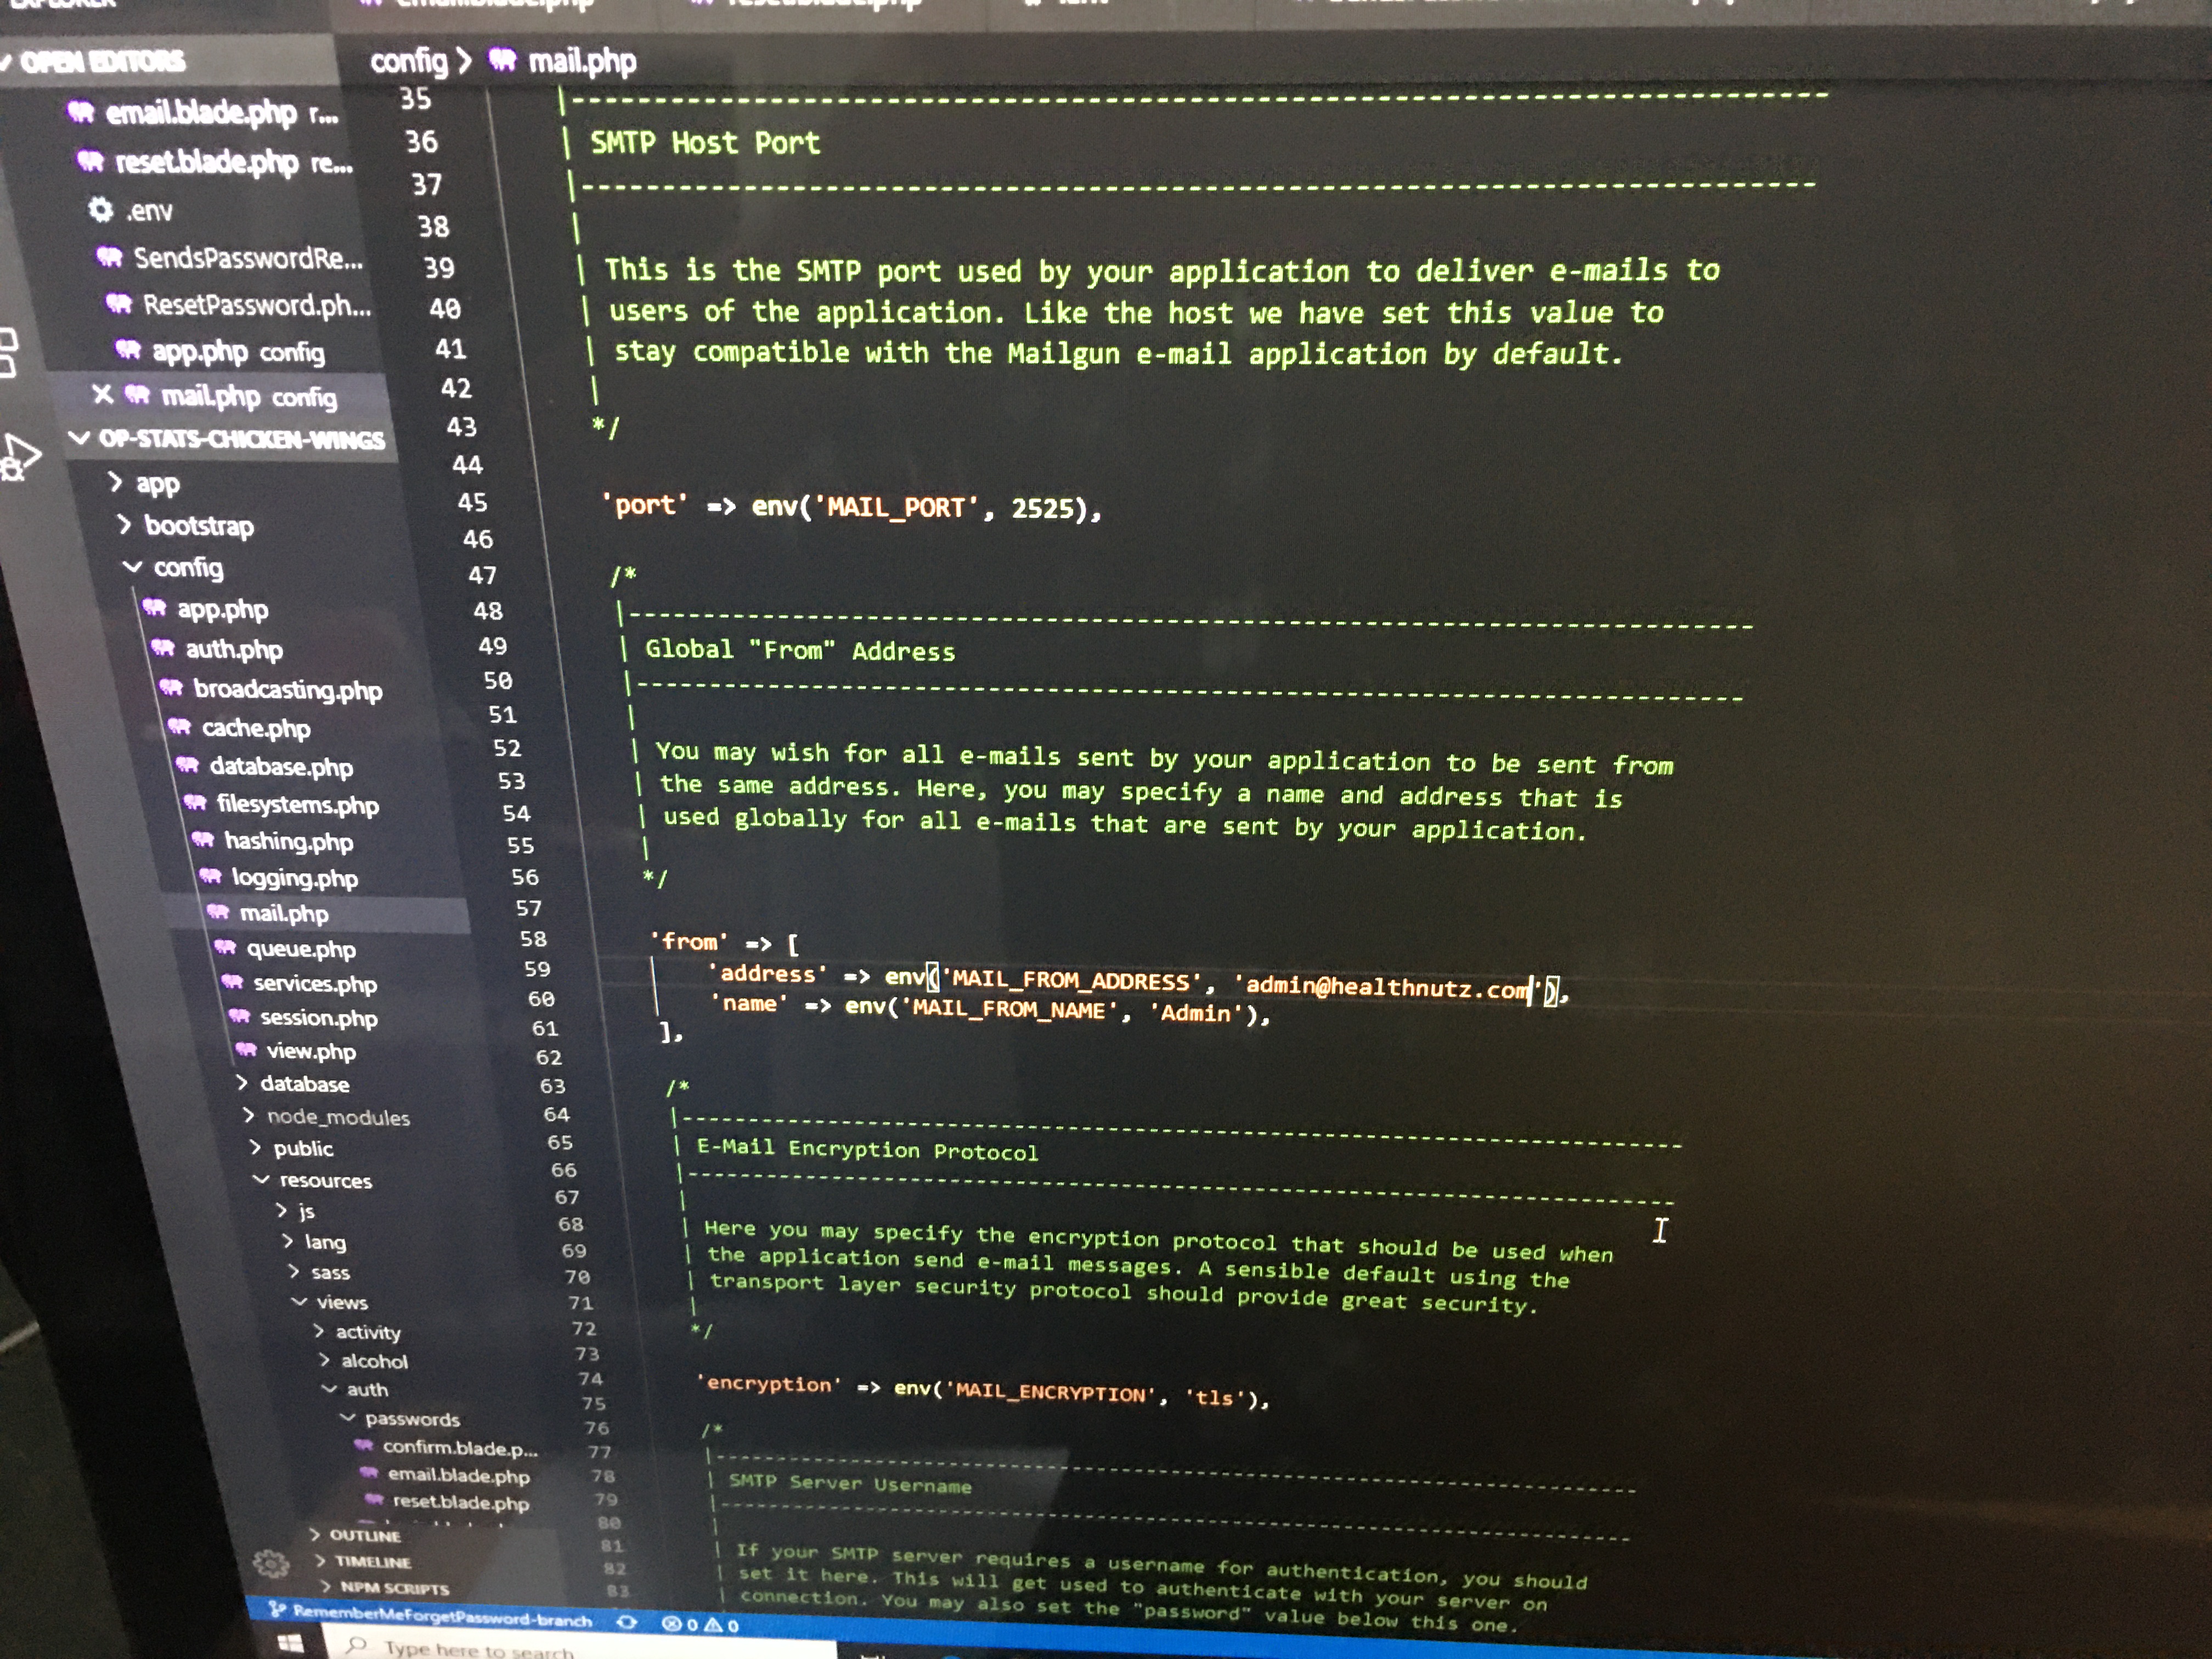 OPEN EDITORS
email.blade.php r...
reset.blade.php re...
.env
SendsPasswordRe...
ResetPassword.ph...
app.php config
mail.php config
OP-STATS-CHICKEN-WINGS
app
bootstrap
config
app.php
auth.php
broadcasting.php
cache.php
database.php
filesystems.php
hashing.php
logging.php
mail.php
queue.php
services.php
session.php
view.php
database
node_modules
public
resources
js
lang
sass
views
activity
alcohol
auth
passwords
confirm.blade.p...
email.blade.php
reset.blade.php
OUTLINE
TIMELINE
NPM SCRIPTS
config > mail.php
35 |--------------------------------------------------------------------------
36 | SMTP Host Port
37 |--------------------------------------------------------------------------
38 |
39 | This is the SMTP port used by your application to deliver e-mails to
40 | users of the application. Like the host we have set this value to
41 | stay compatible with the Mailgun e-mail application by default.
42 |
43 */
44
45 'port' => env('MAIL_PORT', 2525),
46
47 /*
48 |--------------------------------------------------------------------------
49 | Global "From" Address
50 |--------------------------------------------------------------------------
51 |
52 | You may wish for all e-mails sent by your application to be sent from
53 | the same address. Here, you may specify a name and address that is
54 | used globally for all e-mails that are sent by your application.
55 |
56 */
57
58 'from' => [
59 'address' => env('MAIL_FROM_ADDRESS', 'admin@healthnutz.com'),
60 'name' => env('MAIL_FROM_NAME', 'Admin'),
61 ],
62
63 /*
64 |--------------------------------------------------------------------------
65 | E-Mail Encryption Protocol
66 |--------------------------------------------------------------------------
67 |
68 | Here you may specify the encryption protocol that should be used when
69 | the application send e-mail messages. A sensible default using the
70 | transport layer security protocol should provide great security.
71 |
72 */
73
74 'encryption' => env('MAIL_ENCRYPTION', 'tls'),
75
76 /*
77 |--------------------------------------------------------------------------
78 | SMTP Server Username
79 |--------------------------------------------------------------------------
80 |
81 | If your SMTP server requires a username for authentication, you should
82 | set it here. This will get used to authenticate with your server on
83 | connection. You may also set the "password" value below this one.
RememberMeForgetPassword-branch 0 0
Type here to search